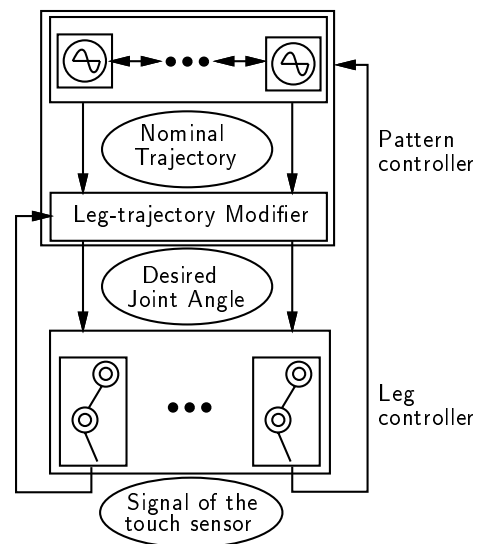 Nominal
Trajectory
Pattern
controller
Leg-trajectory Modifier
Desired
Joint Angle
Leg
controller
Signal of the
touch sensor